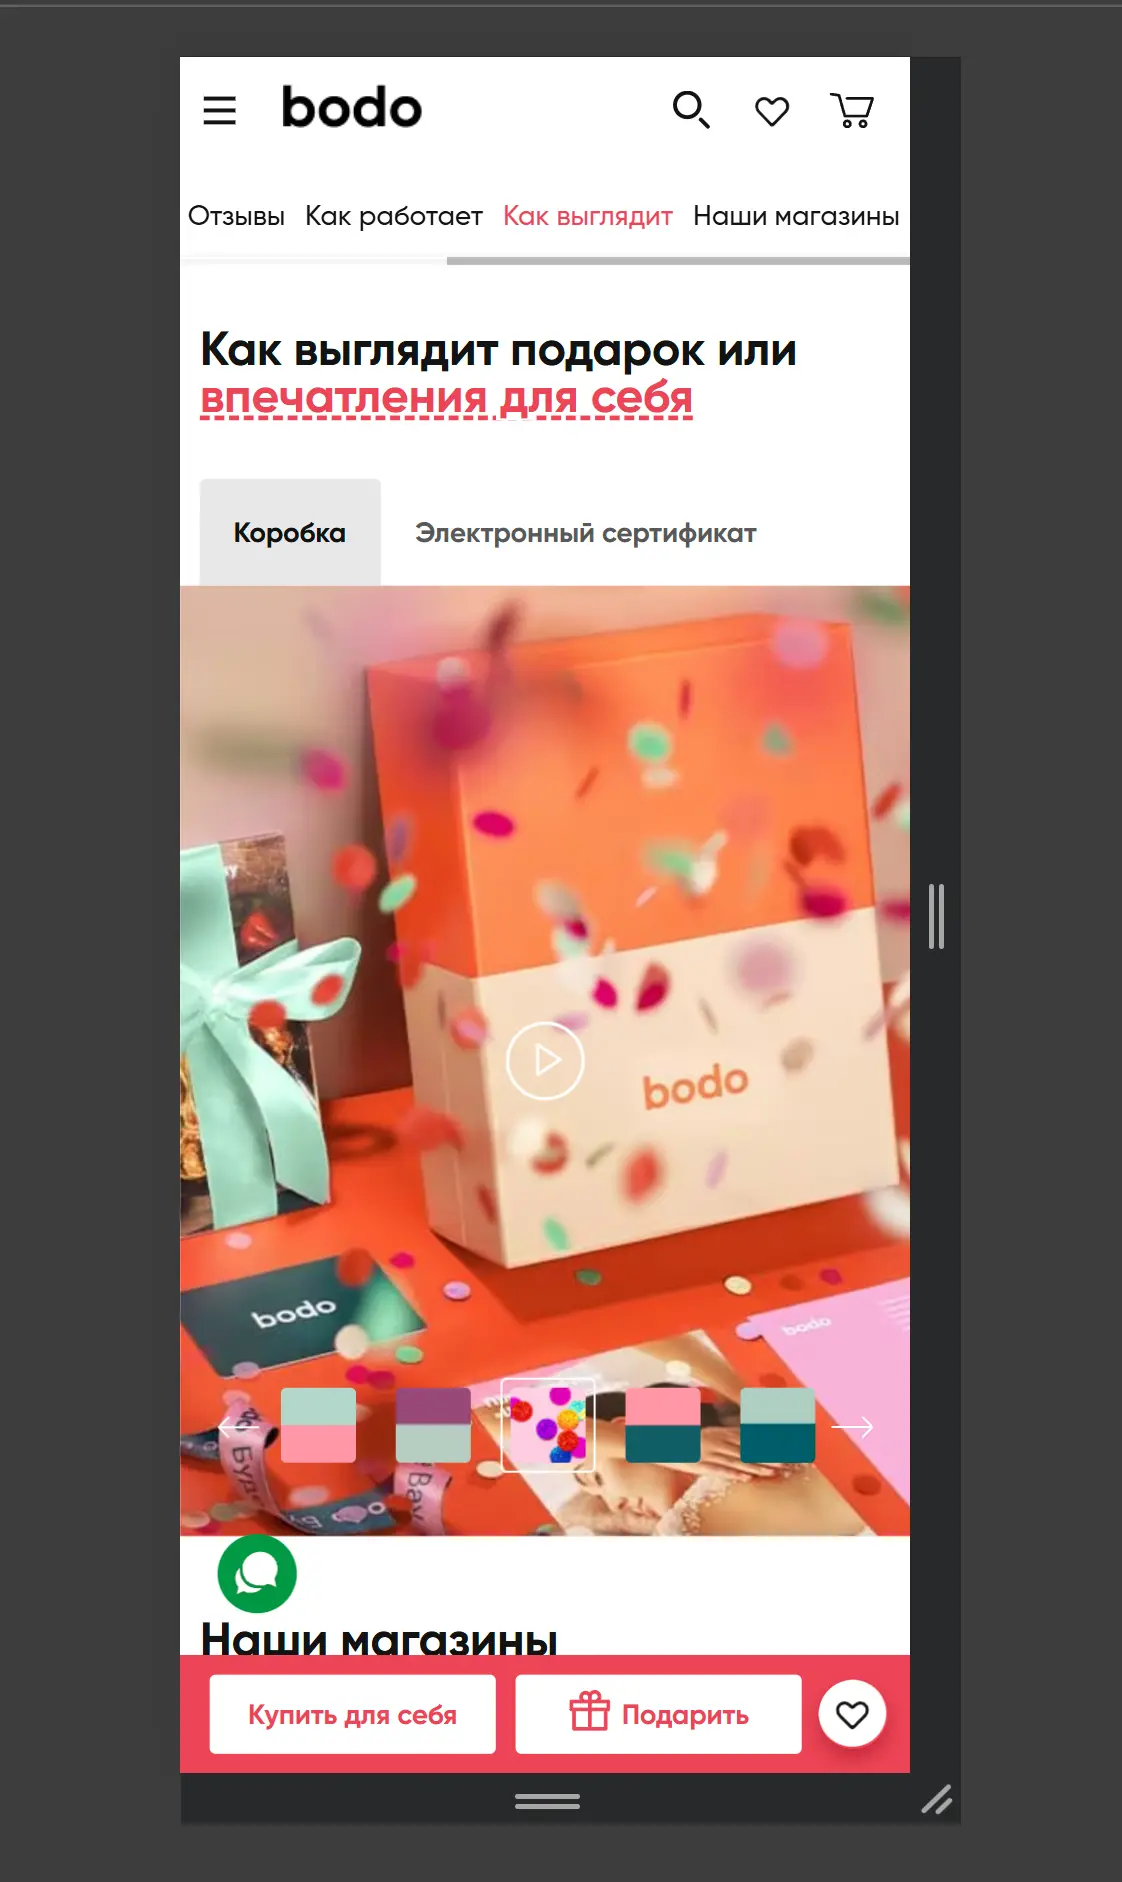 bodo
Отзывы Как работает Как выглядит Наши магазины
Как выглядит подарок или
впечатления для себя
Коробка Электронный сертификат
bodo
bodo
bodo
Вау
Наши магазины
Купить для себя Подарить